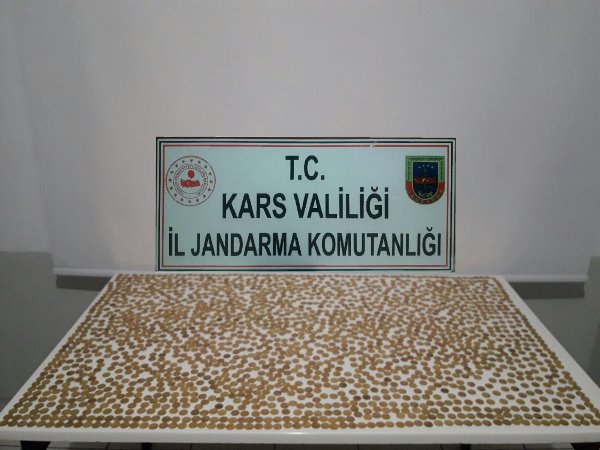 T.C.
KARS VALİLİĞİ
İL JANDARMA KOMUTANLIĞI